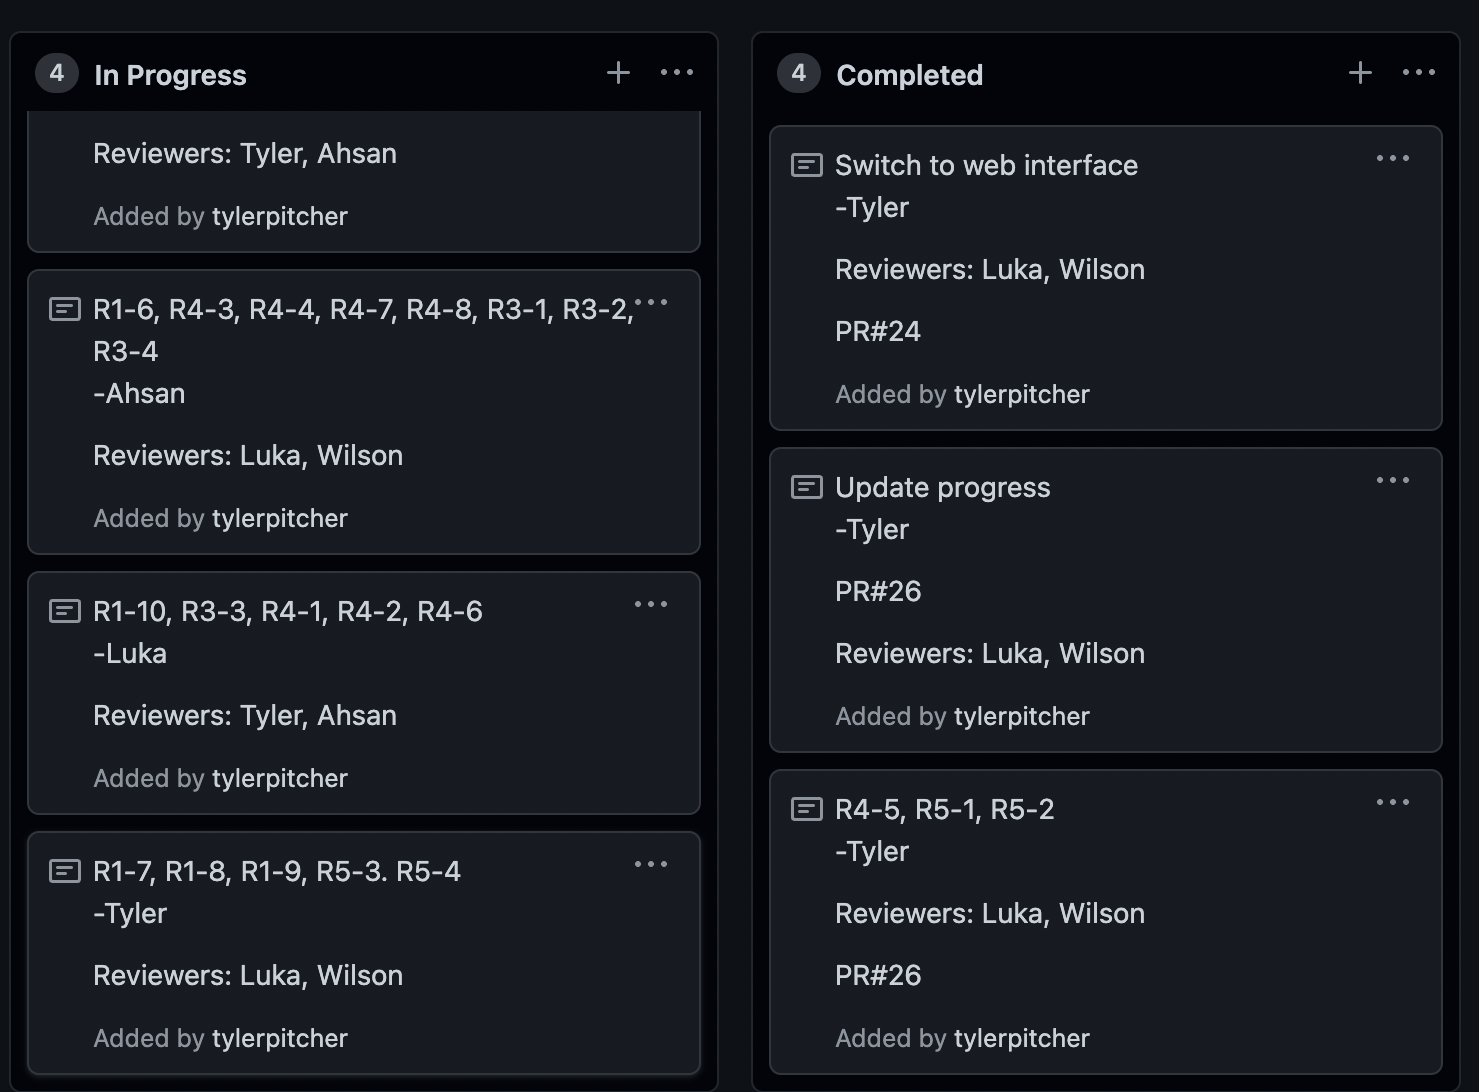 4 In Progress
Reviewers: Tyler, Ahsan
Added by tylerpitcher
R1-6, R4-3, R4-4, R4-7, R4-8, R3-1, R3-2,
R3-4
-Ahsan
Reviewers: Luka, Wilson
Added by tylerpitcher
R1-10, R3-3, R4-1, R4-2, R4-6
-Luka
Reviewers: Tyler, Ahsan
Added by tylerpitcher
R1-7, R1-8, R1-9, R5-3. R5-4
-Tyler
Reviewers: Luka, Wilson
Added by tylerpitcher
4 Completed
Switch to web interface
-Tyler
Reviewers: Luka, Wilson
PR#24
Added by tylerpitcher
Update progress
-Tyler
PR#26
Reviewers: Luka, Wilson
Added by tylerpitcher
R4-5, R5-1, R5-2
-Tyler
Reviewers: Luka, Wilson
PR#26
Added by tylerpitcher